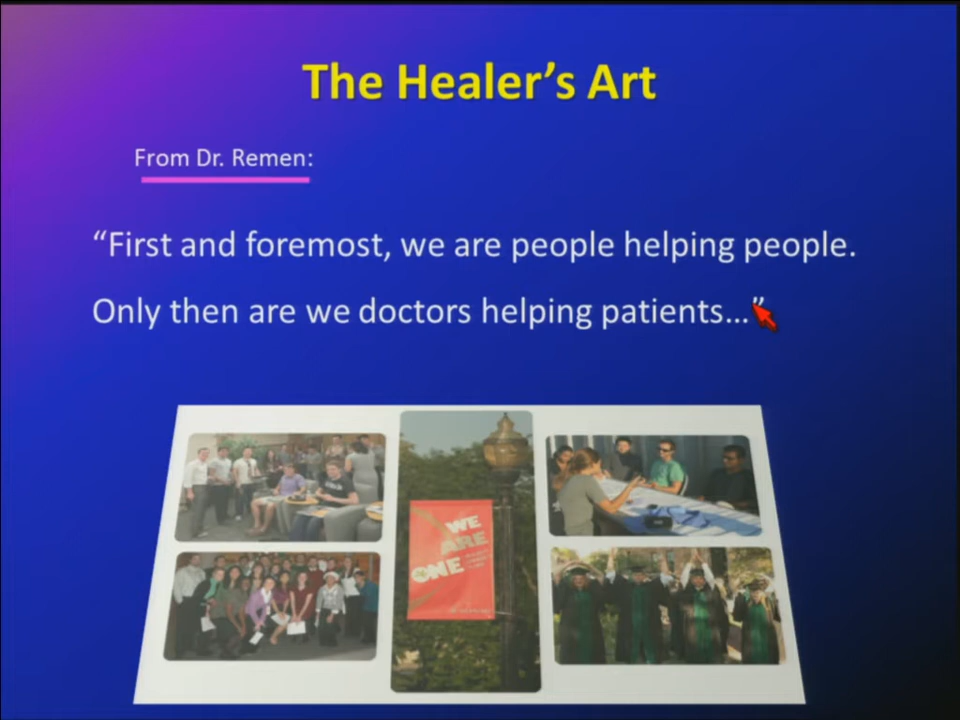 The Healer’s Art
From Dr. Remen:
“First and foremost, we are people helping people.
Only then are we doctors helping patients…”
WE
ARE
ONE